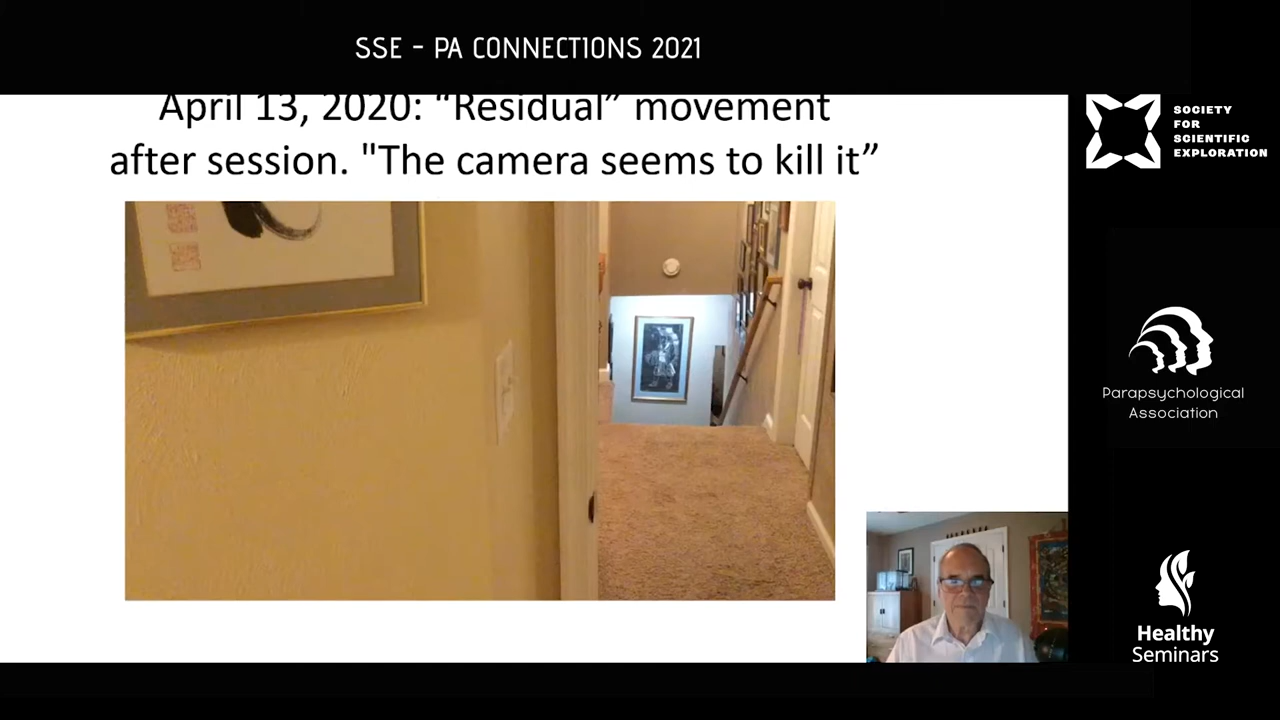 SSE - PA CONNECTIONS 2021
April 13, 2020: “Residual” movement
after session. "The camera seems to kill it”
SOCIETY
FOR
SCIENTIFIC
EXPLORATION
Parapsychological
Association
Healthy
Seminars